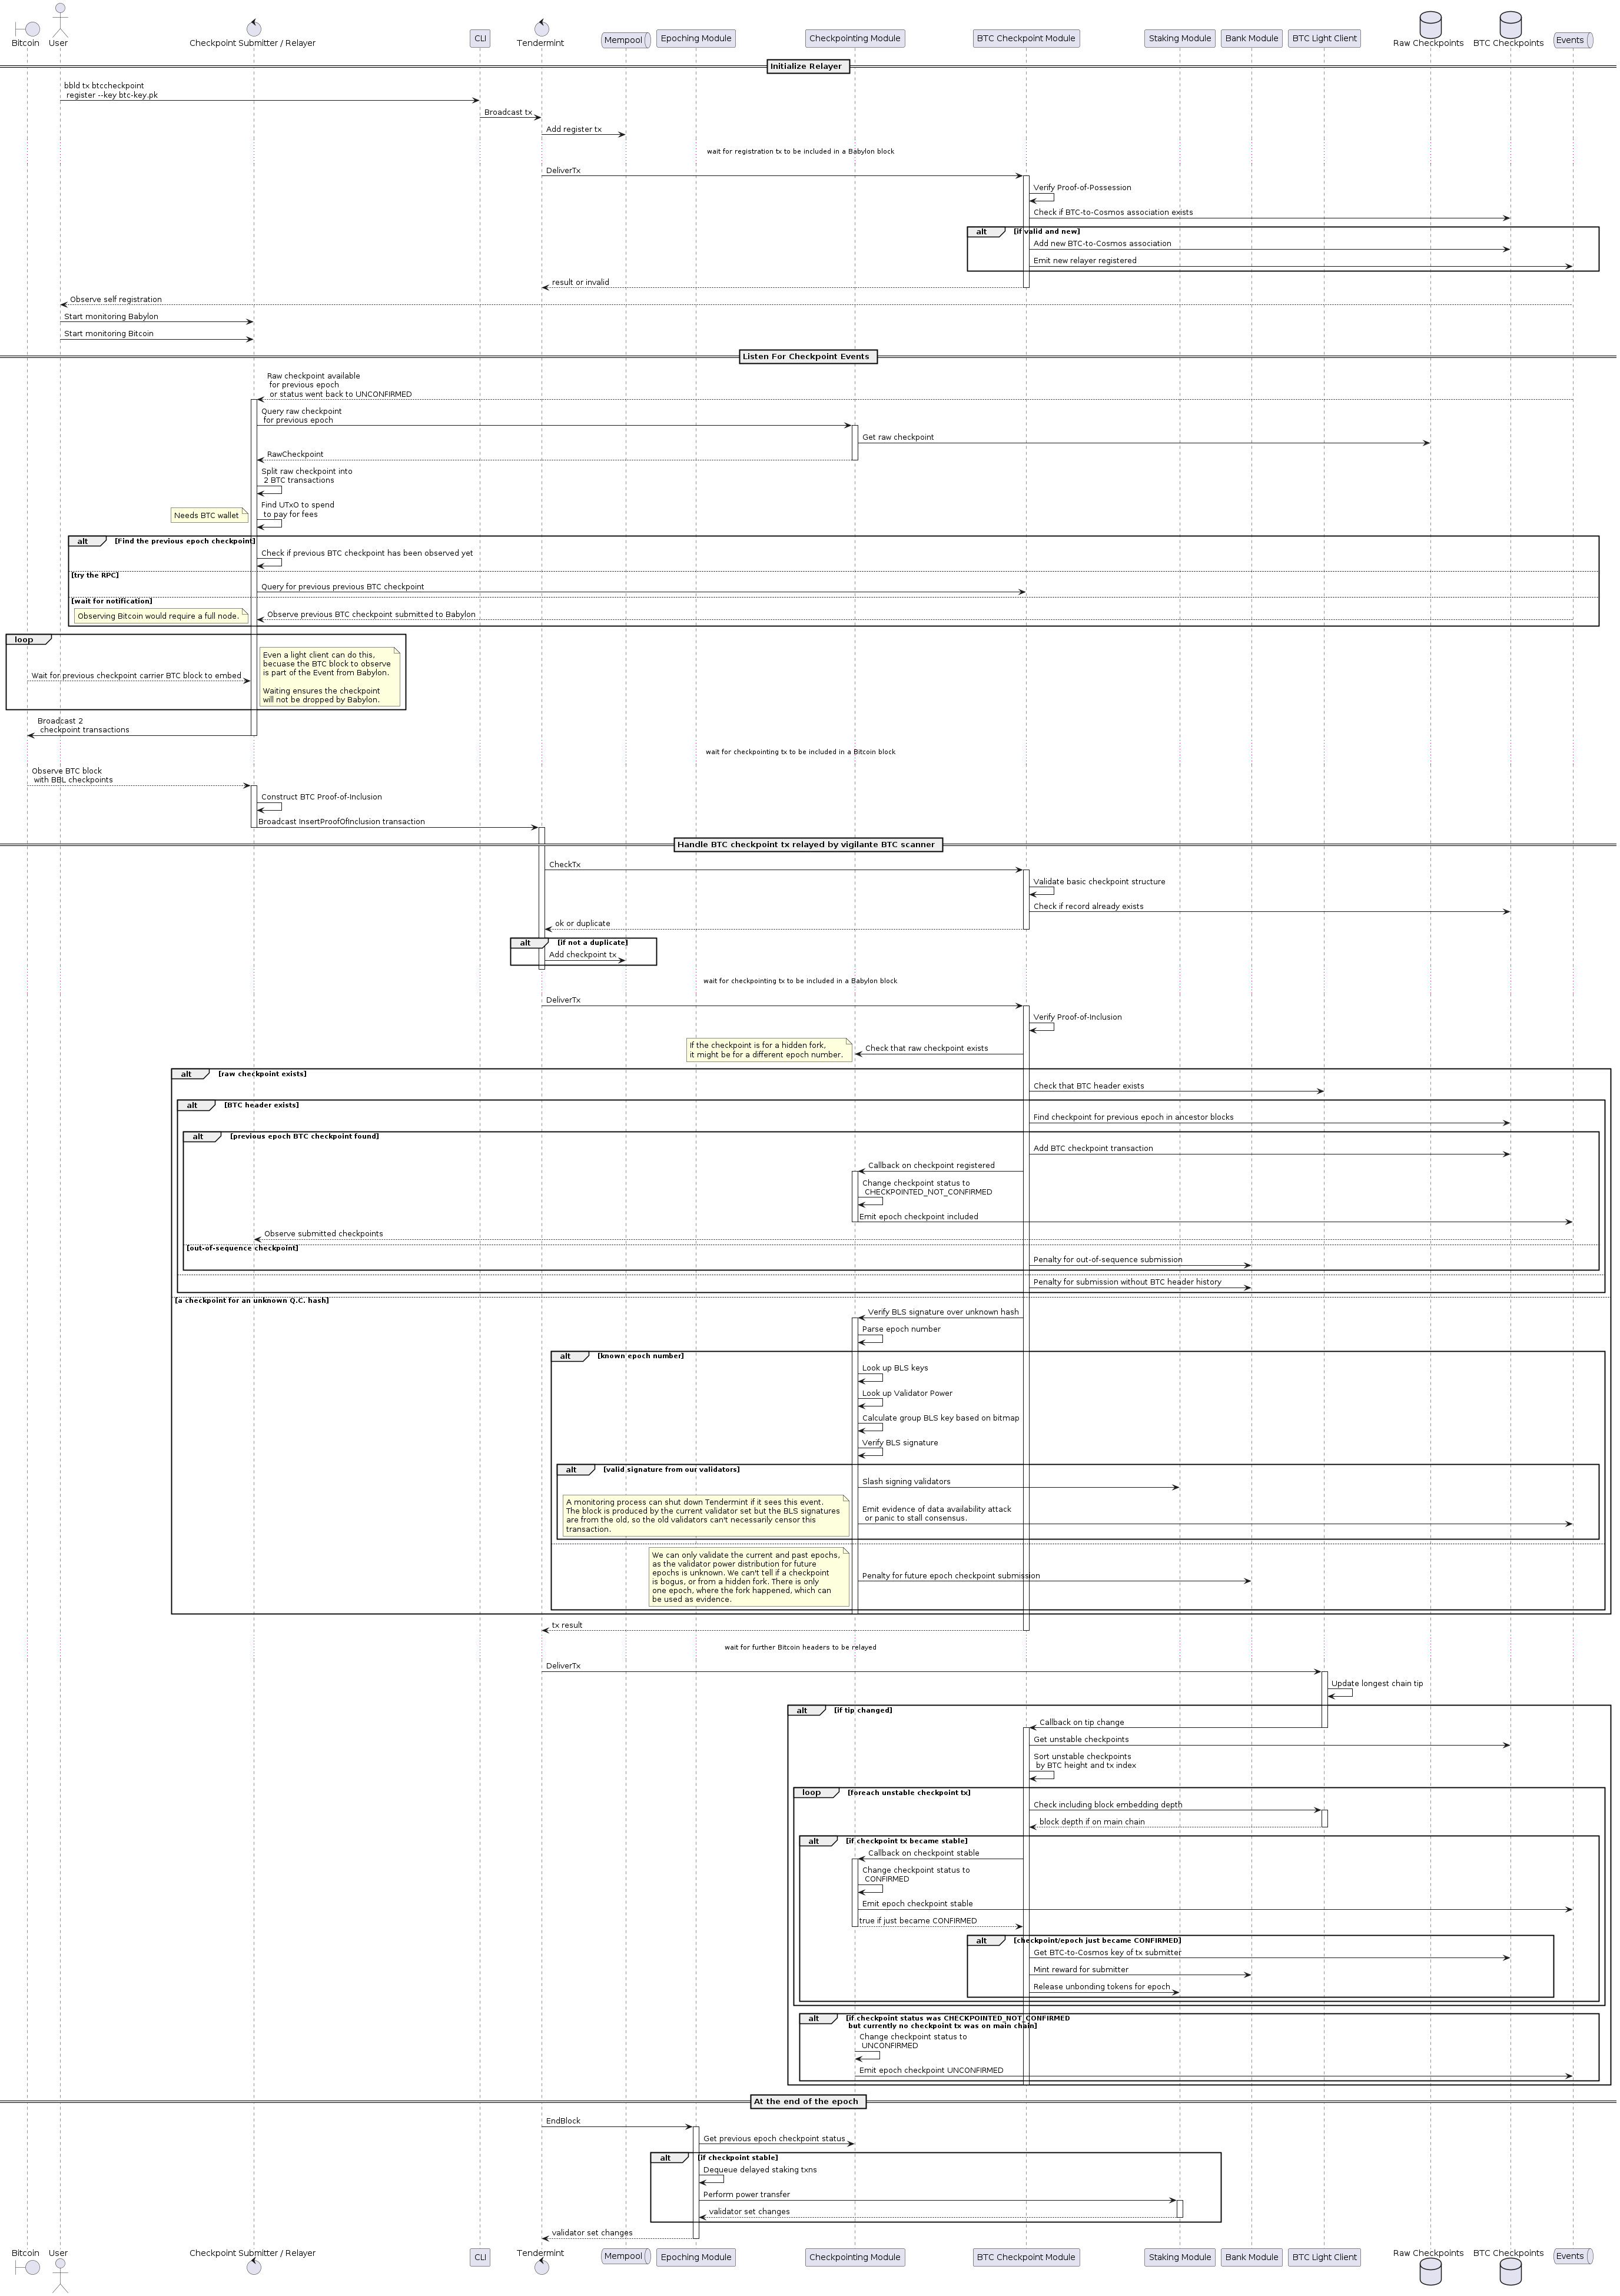 Bitcoin
User
Checkpoint Submitter / Relayer
CLI
Tendermint
Mempool
Epoching Module
Checkpointing Module
BTC Checkpoint Module
Staking Module
Bank Module
BTC Light Client
Raw Checkpoints
BTC Checkpoints
Events
Initialize Relayer
bbld tx btccheckpoint
register --key btc-key.pk
Broadcast tx
Add register tx
wait for registration tx to be included in a Babylon block
DeliverTx
Verify Proof-of-Possession
Check if BTC-to-Cosmos association exists
alt [if valid and new]
Add new BTC-to-Cosmos association
Emit new relayer registered
result or invalid
Observe self registration
Start monitoring Babylon
Start monitoring Bitcoin
Listen For Checkpoint Events
Raw checkpoint available
for previous epoch
or status went back to UNCONFIRMED
Query raw checkpoint
for previous epoch
Get raw checkpoint
RawCheckpoint
Split raw checkpoint into
2 BTC transactions
Find UTxO to spend
to pay for fees
Needs BTC wallet
alt [Find the previous epoch checkpoint]
Check if previous BTC checkpoint has been observed yet
[try the RPC]
Query for previous previous BTC checkpoint
[wait for notification]
Observing Bitcoin would require a full node.
Observe previous BTC checkpoint submitted to Babylon
loop
Wait for previous checkpoint carrier BTC block to embed
Even a light client can do this,
becuase the BTC block to observe
is part of the Event from Babylon.
Waiting ensures the checkpoint
will not be dropped by Babylon.
Broadcast 2
checkpoint transactions
wait for checkpointing tx to be included in a Bitcoin block
Observe BTC block
with BBL checkpoints
Construct BTC Proof-of-Inclusion
Broadcast InsertProofOfInclusion transaction
Handle BTC checkpoint tx relayed by vigilante BTC scanner
CheckTx
Validate basic checkpoint structure
Check if record already exists
ok or duplicate
alt [if not a duplicate]
Add checkpoint tx
wait for checkpointing tx to be included in a Babylon block
DeliverTx
Verify Proof-of-Inclusion
If the checkpoint is for a hidden fork,
it might be for a different epoch number.
Check that raw checkpoint exists
alt [raw checkpoint exists]
Check that BTC header exists
alt [BTC header exists]
Find checkpoint for previous epoch in ancestor blocks
alt [previous epoch BTC checkpoint found]
Add BTC checkpoint transaction
Callback on checkpoint registered
Change checkpoint status to
CHECKPOINTED_NOT_CONFIRMED
Emit epoch checkpoint included
Observe submitted checkpoints
[out-of-sequence checkpoint]
Penalty for out-of-sequence submission
Penalty for submission without BTC header history
[a checkpoint for an unknown Q.C. hash]
Verify BLS signature over unknown hash
Parse epoch number
alt [known epoch number]
Look up BLS keys
Look up Validator Power
Calculate group BLS key based on bitmap
Verify BLS signature
alt [valid signature from our validators]
Slash signing validators
A monitoring process can shut down Tendermint if it sees this event.
The block is produced by the current validator set but the BLS signatures
are from the old, so the old validators can't necessarily censor this
transaction.
Emit evidence of data availability attack
or panic to stall consensus.
We can only validate the current and past epochs,
as the validator power distribution for future
epochs is unknown. We can't tell if a checkpoint
is bogus, or from a hidden fork. There is only
one epoch, where the fork happened, which can
be used as evidence.
Penalty for future epoch checkpoint submission
tx result
wait for further Bitcoin headers to be relayed
DeliverTx
Update longest chain tip
alt [if tip changed]
Callback on tip change
Get unstable checkpoints
Sort unstable checkpoints
by BTC height and tx index
loop [foreach unstable checkpoint tx]
Check including block embedding depth
block depth if on main chain
alt [if checkpoint tx became stable]
Callback on checkpoint stable
Change checkpoint status to
CONFIRMED
Emit epoch checkpoint stable
true if just became CONFIRMED
alt [checkpoint/epoch just became CONFIRMED]
Get BTC-to-Cosmos key of tx submitter
Mint reward for submitter
Release unbonding tokens for epoch
alt [if checkpoint status was CHECKPOINTED_NOT_CONFIRMED
but currently no checkpoint tx was on main chain]
Change checkpoint status to
UNCONFIRMED
Emit epoch checkpoint UNCONFIRMED
At the end of the epoch
EndBlock
Get previous epoch checkpoint status
alt [if checkpoint stable]
Dequeue delayed staking txns
Perform power transfer
validator set changes
validator set changes
Bitcoin
User
Checkpoint Submitter / Relayer
CLI
Tendermint
Mempool
Epoching Module
Checkpointing Module
BTC Checkpoint Module
Staking Module
Bank Module
BTC Light Client
Raw Checkpoints
BTC Checkpoints
Events